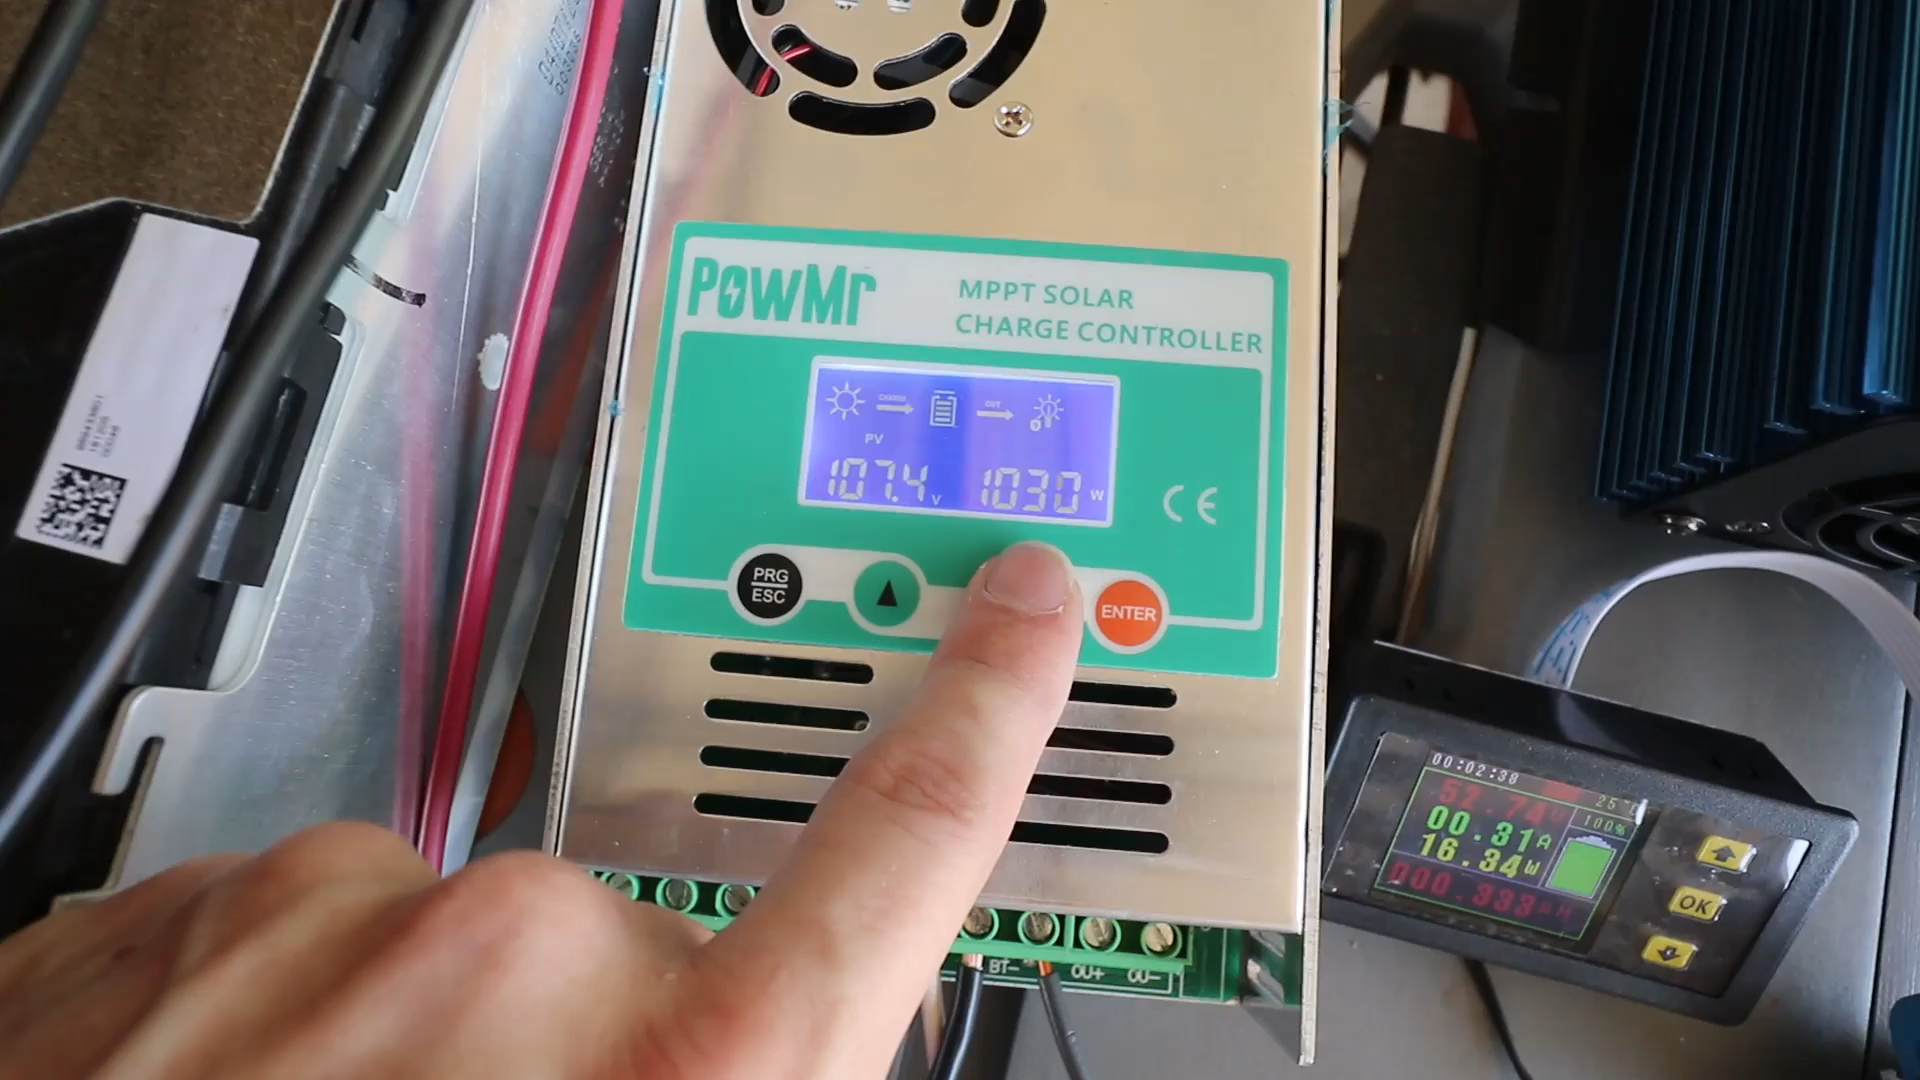 PowMr
MPPT SOLAR
CHARGE CONTROLLER
CHARGE
OUT
PV
107.4 V
1030 W
CE
PRG
ESC
▲
ENTER
BT-
OU+
OU-
00:02:38
25
52.74V
100%
00.31A
16.34W
000.333AH
OK